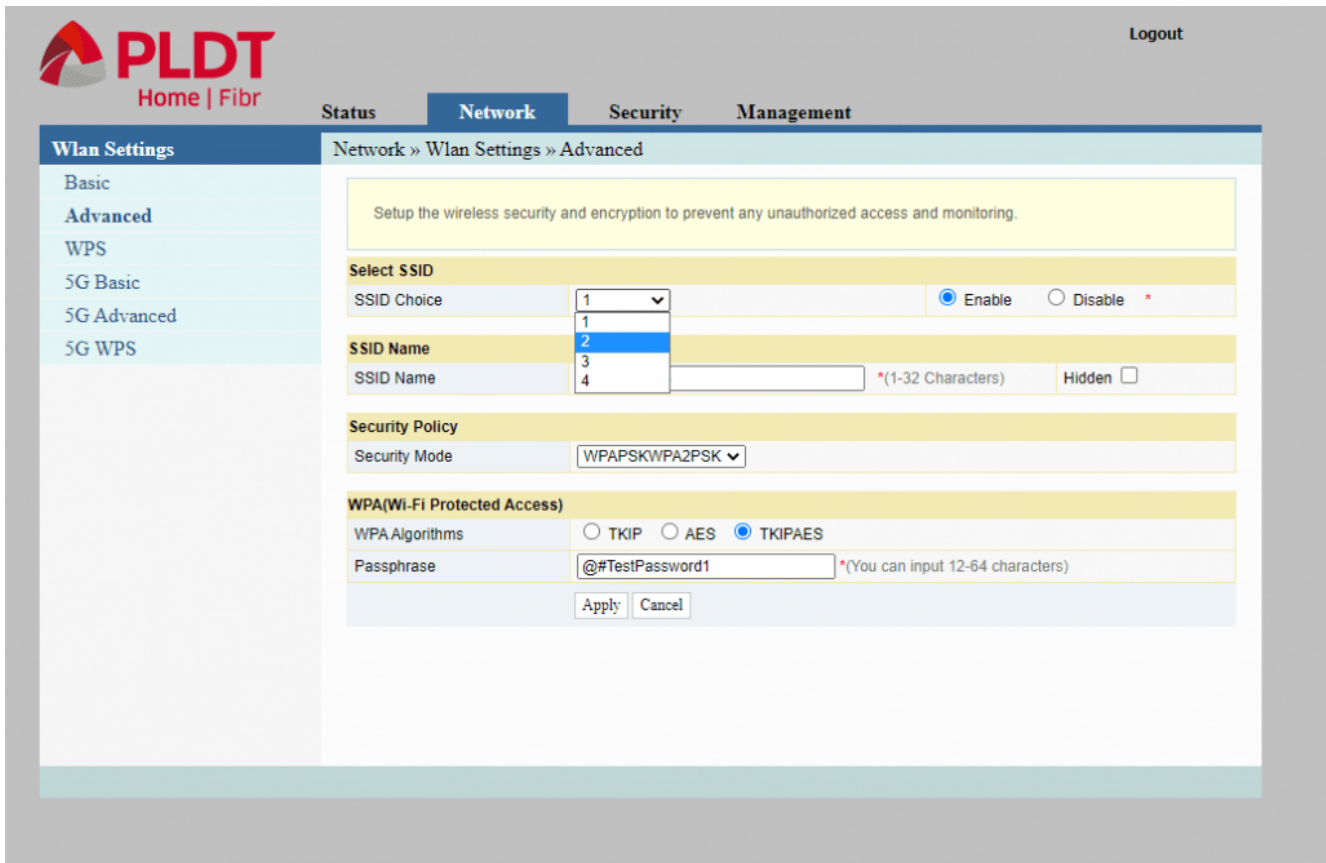 PLDT
Home | Fibr
Logout
Status Network Security Management
Wlan Settings
Network » Wlan Settings » Advanced
Basic
Advanced
WPS
5G Basic
5G Advanced
5G WPS
Setup the wireless security and encryption to prevent any unauthorized access and monitoring.
Select SSID
SSID Choice 1 Enable Disable *
1
2
3
4
SSID Name
SSID Name *(1-32 Characters) Hidden
Security Policy
Security Mode WPAPSKWPA2PSK
WPA(Wi-Fi Protected Access)
WPA Algorithms TKIP AES TKIPAES
Passphrase @#TestPassword1 *(You can input 12-64 characters)
Apply Cancel